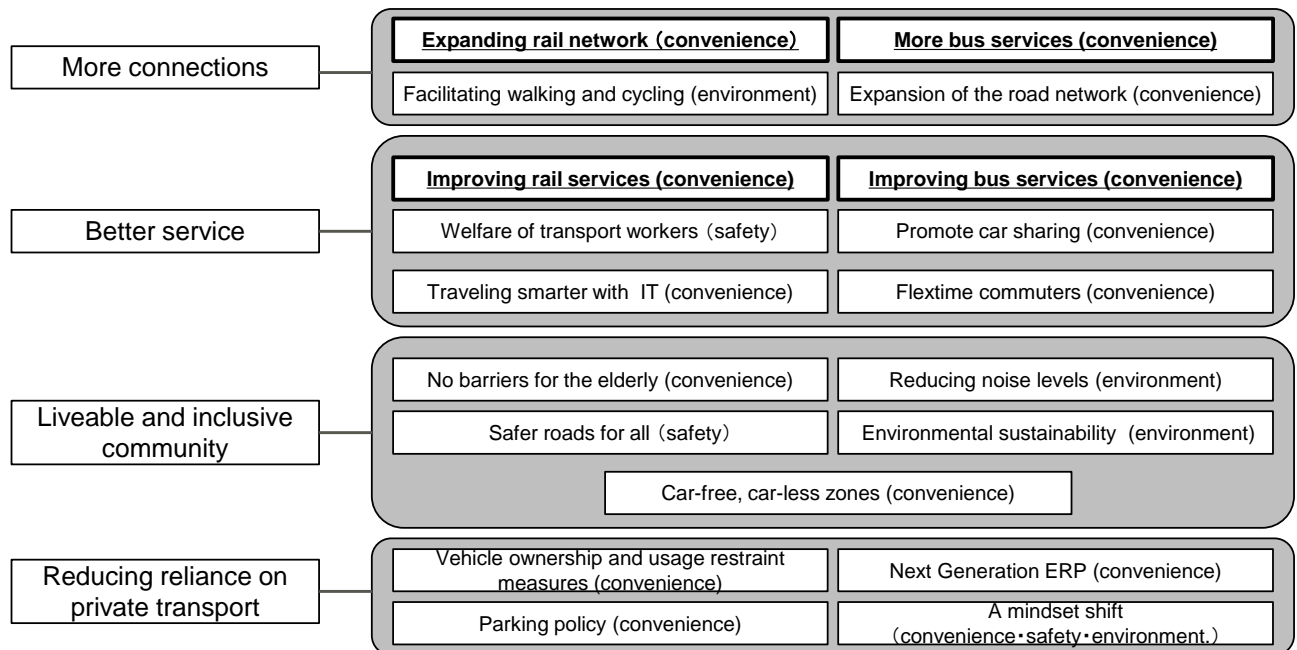 More connections
Expanding rail network（convenience）
More bus services (convenience)
Facilitating walking and cycling (environment)
Expansion of the road network (convenience)
Better service
Improving rail services (convenience)
Improving bus services (convenience)
Welfare of transport workers（safety）
Promote car sharing (convenience)
Traveling smarter with IT (convenience)
Flextime commuters (convenience)
Liveable and inclusive
community
No barriers for the elderly (convenience)
Reducing noise levels (environment)
Safer roads for all（safety）
Environmental sustainability (environment)
Car-free, car-less zones (convenience)
Reducing reliance on
private transport
Vehicle ownership and usage restraint
measures (convenience)
Next Generation ERP (convenience)
Parking policy (convenience)
A mindset shift
（convenience・safety・environment.）